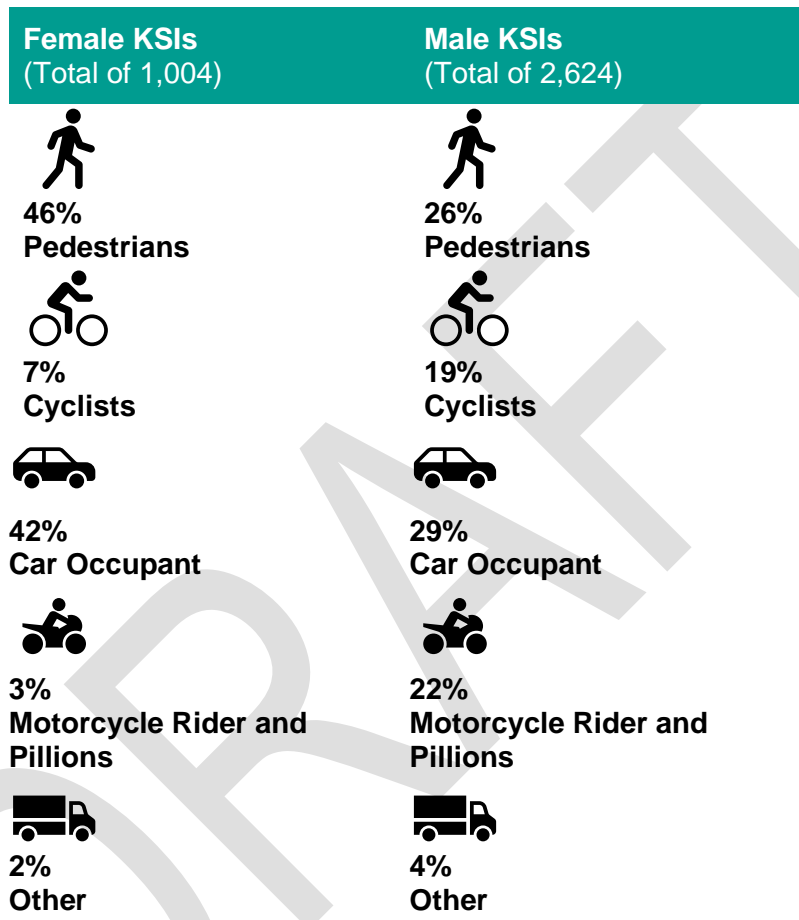 Female KSIs
(Total of 1,004)
Male KSIs
(Total of 2,624)
46%
Pedestrians
26%
Pedestrians
7%
Cyclists
19%
Cyclists
42%
Car Occupant
29%
Car Occupant
3%
Motorcycle Rider and
Pillions
22%
Motorcycle Rider and
Pillions
2%
Other
4%
Other
DRAFT